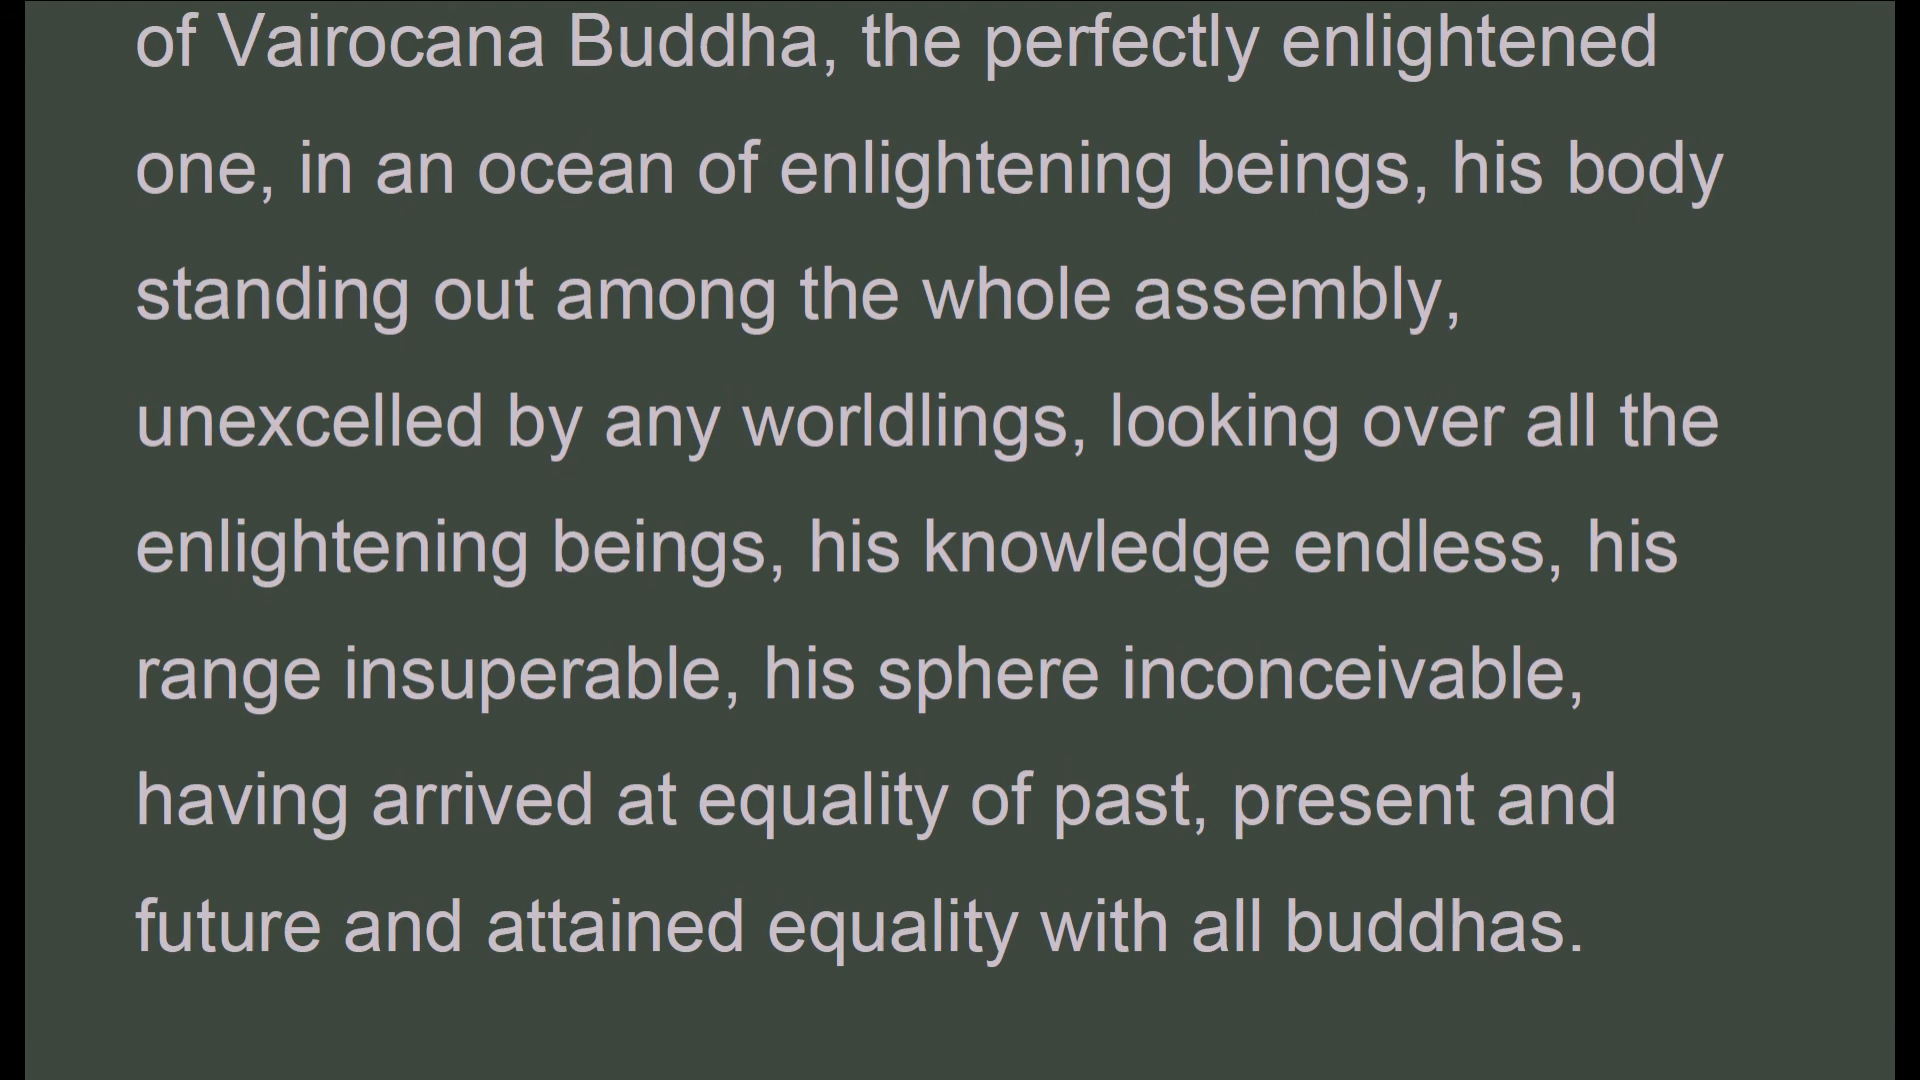 of Vairocana Buddha, the perfectly enlightened
one, in an ocean of enlightening beings, his body
standing out among the whole assembly,
unexcelled by any worldlings, looking over all the
enlightening beings, his knowledge endless, his
range insuperable, his sphere inconceivable,
having arrived at equality of past, present and
future and attained equality with all buddhas.